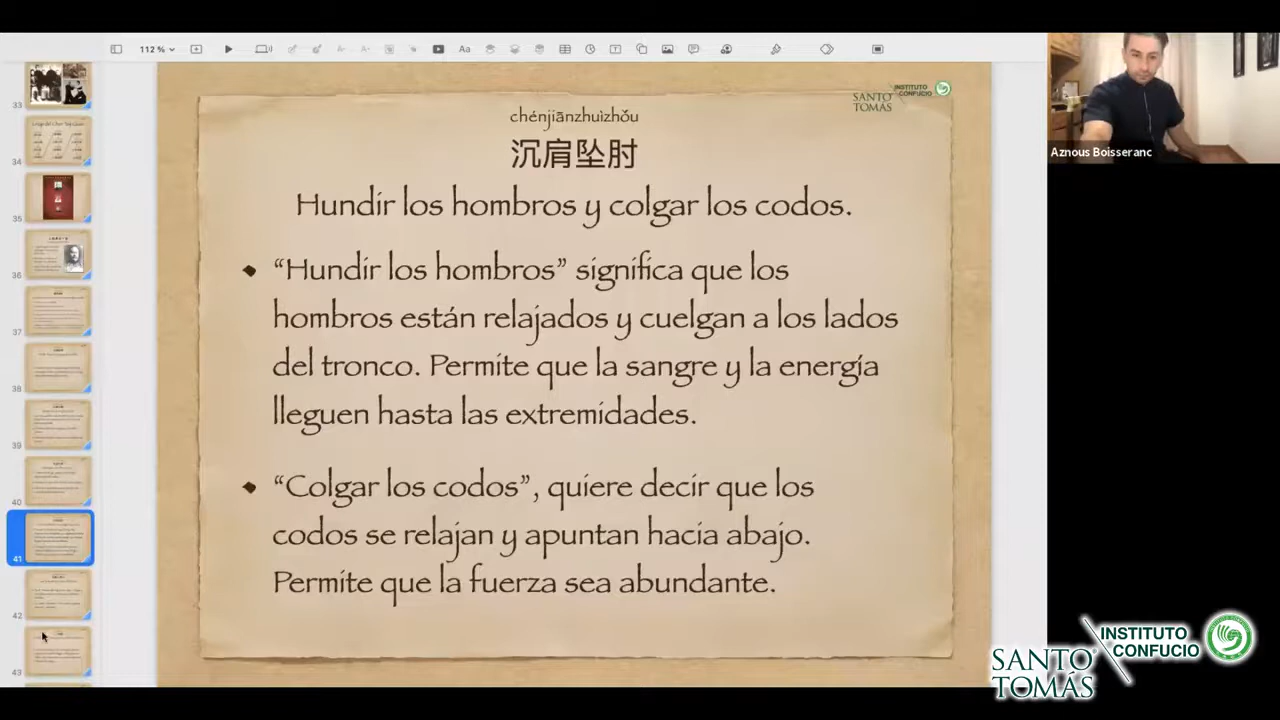 112 %
33
34
35
36
37
38
39
40
41
42
43
SANTO TOMÁS
INSTITUTO CONFUCIO
chénjiānzhuìzhǒu
沉肩坠肘
Hundir los hombros y colgar los codos.
“Hundir los hombros” significa que los
hombros están relajados y cuelgan a los lados
del tronco. Permite que la sangre y la energía
lleguen hasta las extremidades.
“Colgar los codos”, quiere decir que los
codos se relajan y apuntan hacia abajo.
Permite que la fuerza sea abundante.
Aznous Boisseranc
SANTO
TOMÁS
INSTITUTO
CONFUCIO